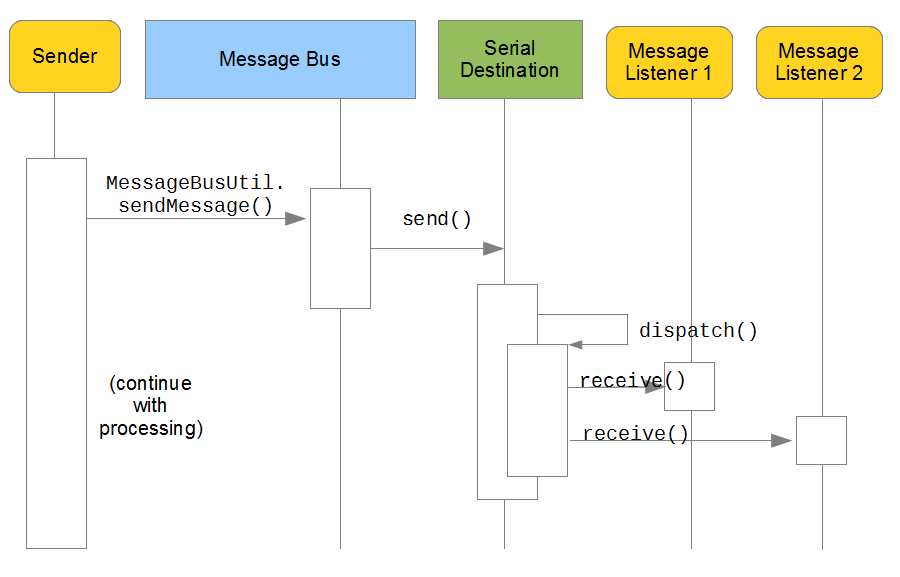 Sender
Message Bus
Serial
Destination
Message
Listener 1
Message
Listener 2
MessageBusUtil.
sendMessage()
send()
dispatch()
receive()
(continue
with
processing)
receive()